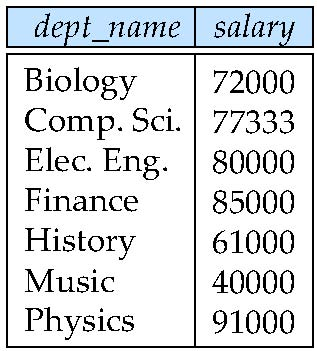 dept_name salary
Biology 72000
Comp. Sci. 77333
Elec. Eng. 80000
Finance 85000
History 61000
Music 40000
Physics 91000